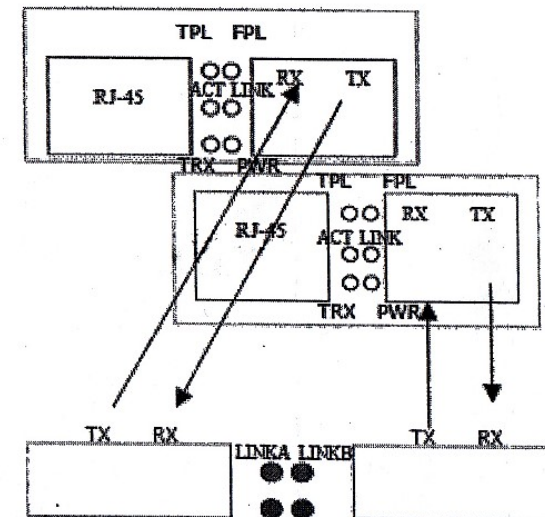 TPL FPL
RJ-45
RX TX
ACT LINK
TRX PWR
TPL FPL
RJ-45
RX TX
ACT LINK
TRX PWR
TX RX
LINKA LINKB
TX RX